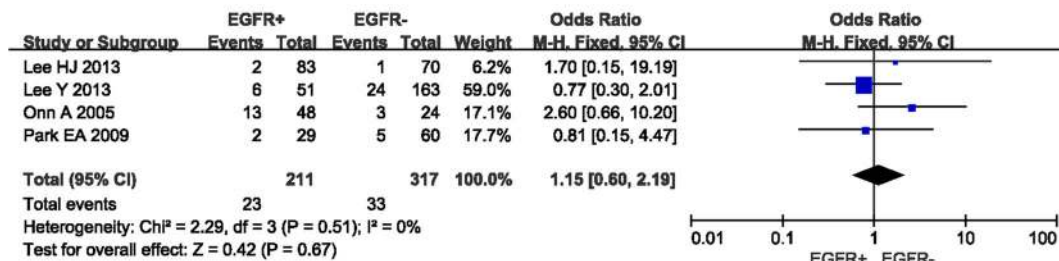 EGFR+ EGFR- Odds Ratio Odds Ratio
Study or Subgroup Events Total Events Total Weight M-H. Fixed. 95% CI M-H. Fixed. 95% CI
Lee HJ 2013 2 83 1 70 6.2% 1.70 [0.15, 19.19]
Lee Y 2013 6 51 24 163 59.0% 0.77 [0.30, 2.01]
Onn A 2005 13 48 3 24 17.1% 2.60 [0.66, 10.20]
Park EA 2009 2 29 5 60 17.7% 0.81 [0.15, 4.47]
Total (95% CI) 211 317 100.0% 1.15 [0.60, 2.19]
Total events 23 33
Heterogeneity: Chi² = 2.29, df = 3 (P = 0.51); I² = 0%
Test for overall effect: Z = 0.42 (P = 0.67)
0.01 0.1 1 10 100
EGFR+ EGFR-